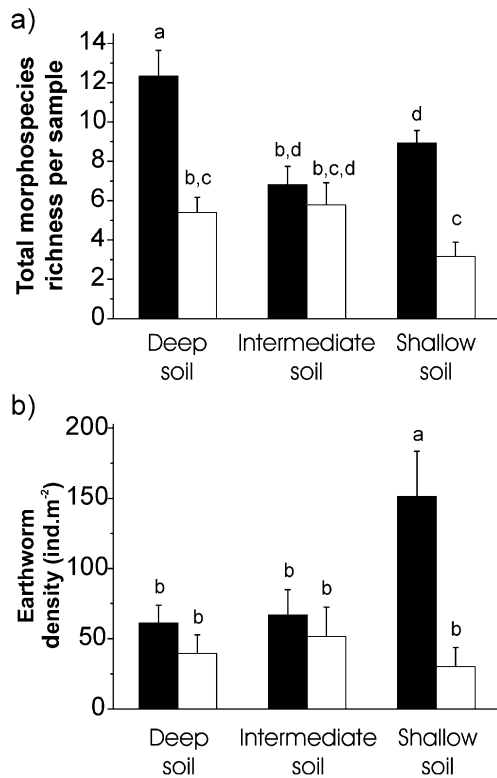 a)
Total morphospecies
richness per sample
14
12
10
8
6
4
2
0
a
b,c
b,d
b,c,d
d
c
Deep
soil
Intermediate
soil
Shallow
soil
b)
Earthworm
density (ind.m⁻²)
200
150
100
50
0
b
b
b
b
a
b
Deep
soil
Intermediate
soil
Shallow
soil